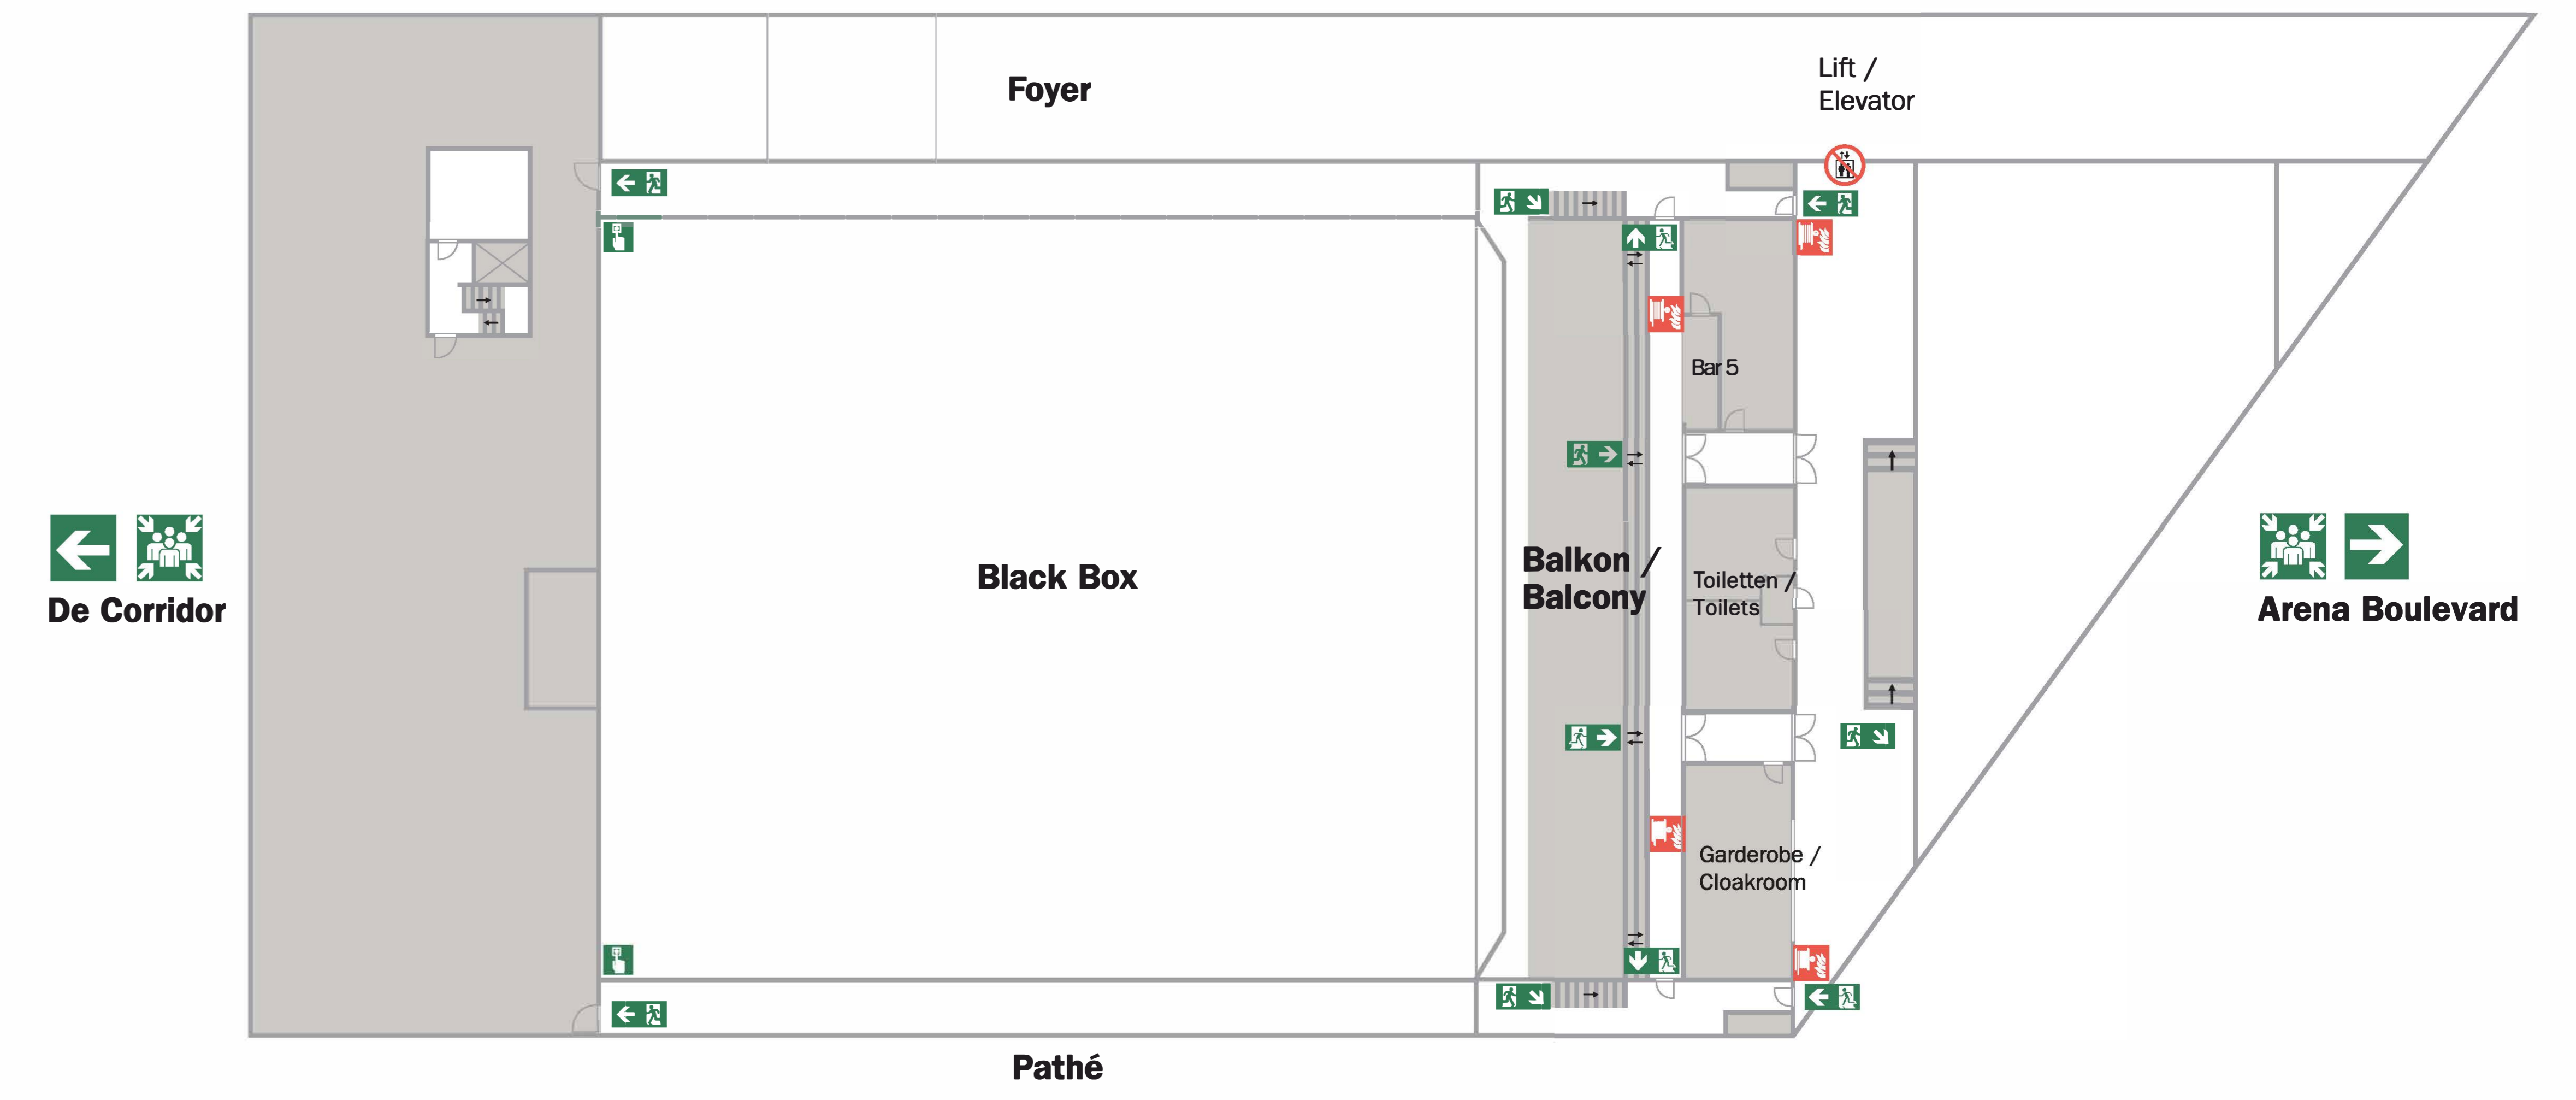 Foyer
Lift /
Elevator
Bar 5
Balkon /
Balcony
Black Box
Toiletten /
Toilets
De Corridor
Arena Boulevard
Garderobe /
Cloakroom
Pathé